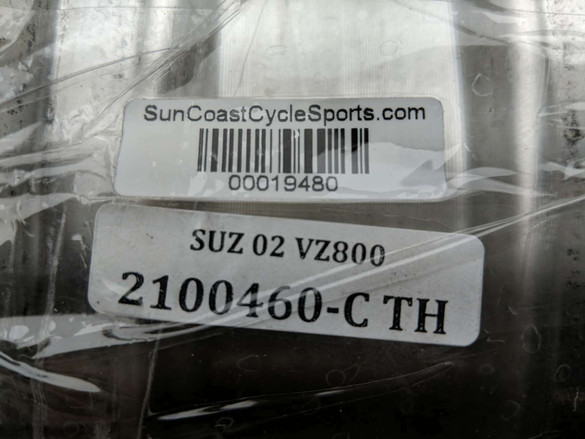 SunCoastCycleSports.com
00019480
SUZ 02 VZ800
2100460-C TH